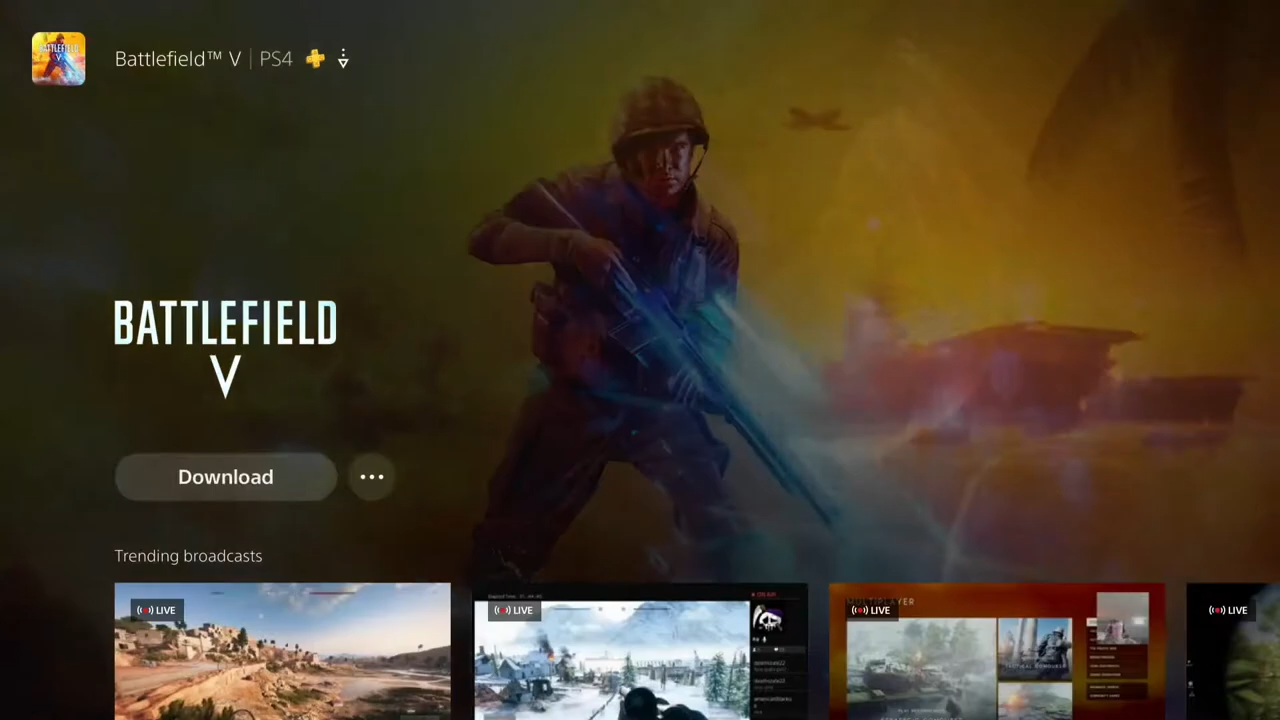 Battlefield™ V | PS4
BATTLEFIELD
V
Download
Trending broadcasts
LIVE
LIVE
LIVE
LIVE